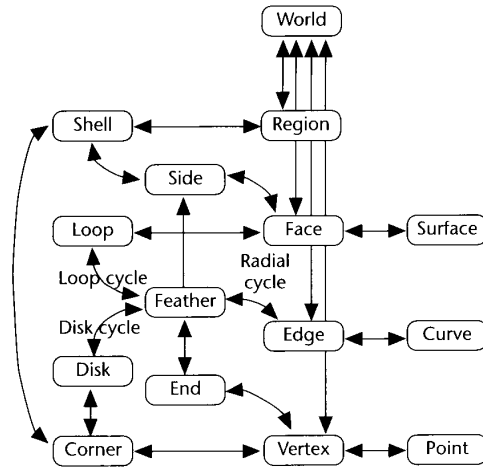 World
Shell
Region
Side
Loop
Face
Surface
Loop cycle
Radial
cycle
Feather
Disk cycle
Edge
Curve
Disk
End
Corner
Vertex
Point